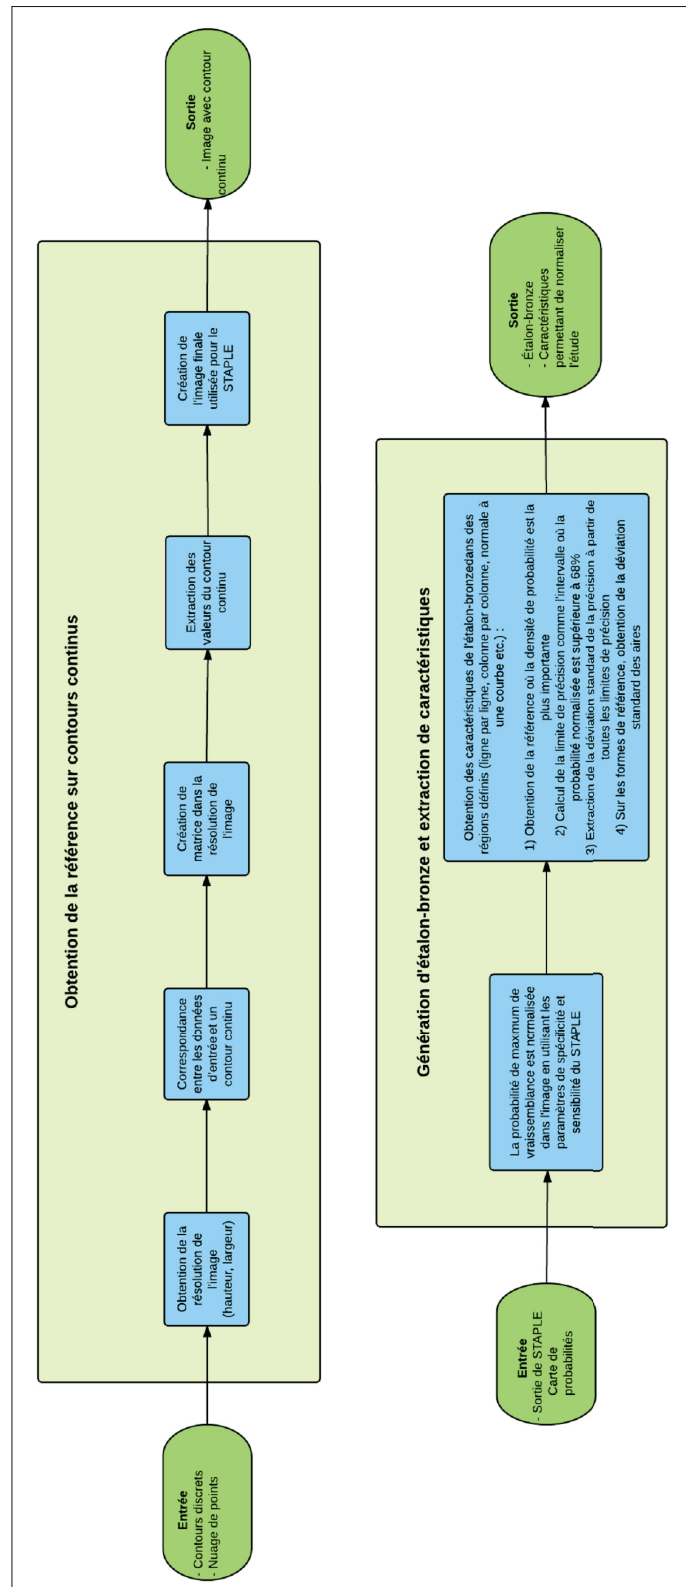 Obtention de la référence sur contours continus
Entrée
- Contours discrets
- Nuage de points
Obtention de la
résolution de
l'image
(hauteur, largeur)
Correspondance
entre les données
d'entrée et un
contour continu
Création de
matrice dans la
résolution de
l'image
Extraction des
valeurs du contour
continu
Création de
l'image finale
utilisée pour le
STAPLE
Sortie
- Image avec contour
continu
Génération d'étalon-bronze et extraction de caractéristiques
Entrée
- Sortie de STAPLE
Carte de
probabilités
La probabilité de maximum de
vraissemblance est normalisée
dans l'image en utilisant les
paramètres de spécilicité et
sensibilité du STAPLE
Obtention des caractéristiques de l'étalon-bronzedans des
régions définis (ligne par ligne, colonne par colonne, normale à
une courbe etc.) :
1) Obtention de la référence où la densité de probabilité est la
plus importante
2) Calcul de la limite de précision comme l'intervalle où la
probabilité normalisée est supérieure à 68%
3) Extraction de la déviation standard de la précision à partir de
toutes les limites de précision
4) Sur les formes de référence, obtention de la déviation
standard des aires
Sortie
- Étalon-bronze
- Caractéristiques
permettant de normaliser
l'étude